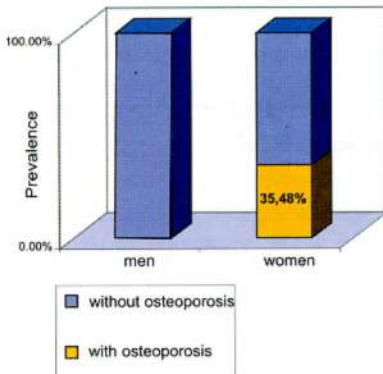 100.00%
Prevalence
35,48%
0.00%
men women
without osteoporosis
with osteoporosis